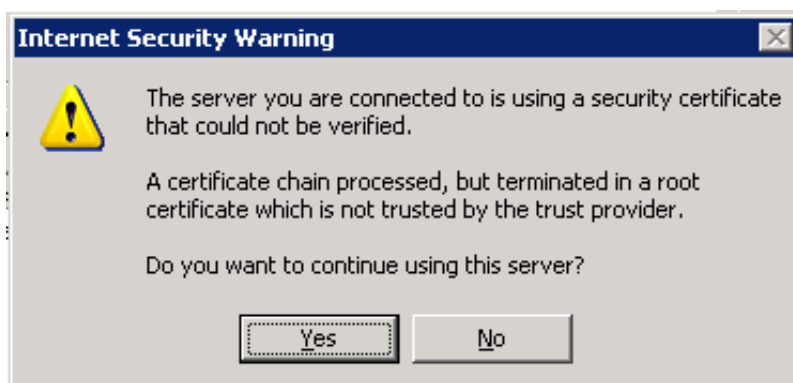 Internet Security Warning
The server you are connected to is using a security certificate
that could not be verified.
A certificate chain processed, but terminated in a root
certificate which is not trusted by the trust provider.
Do you want to continue using this server?
Yes
No